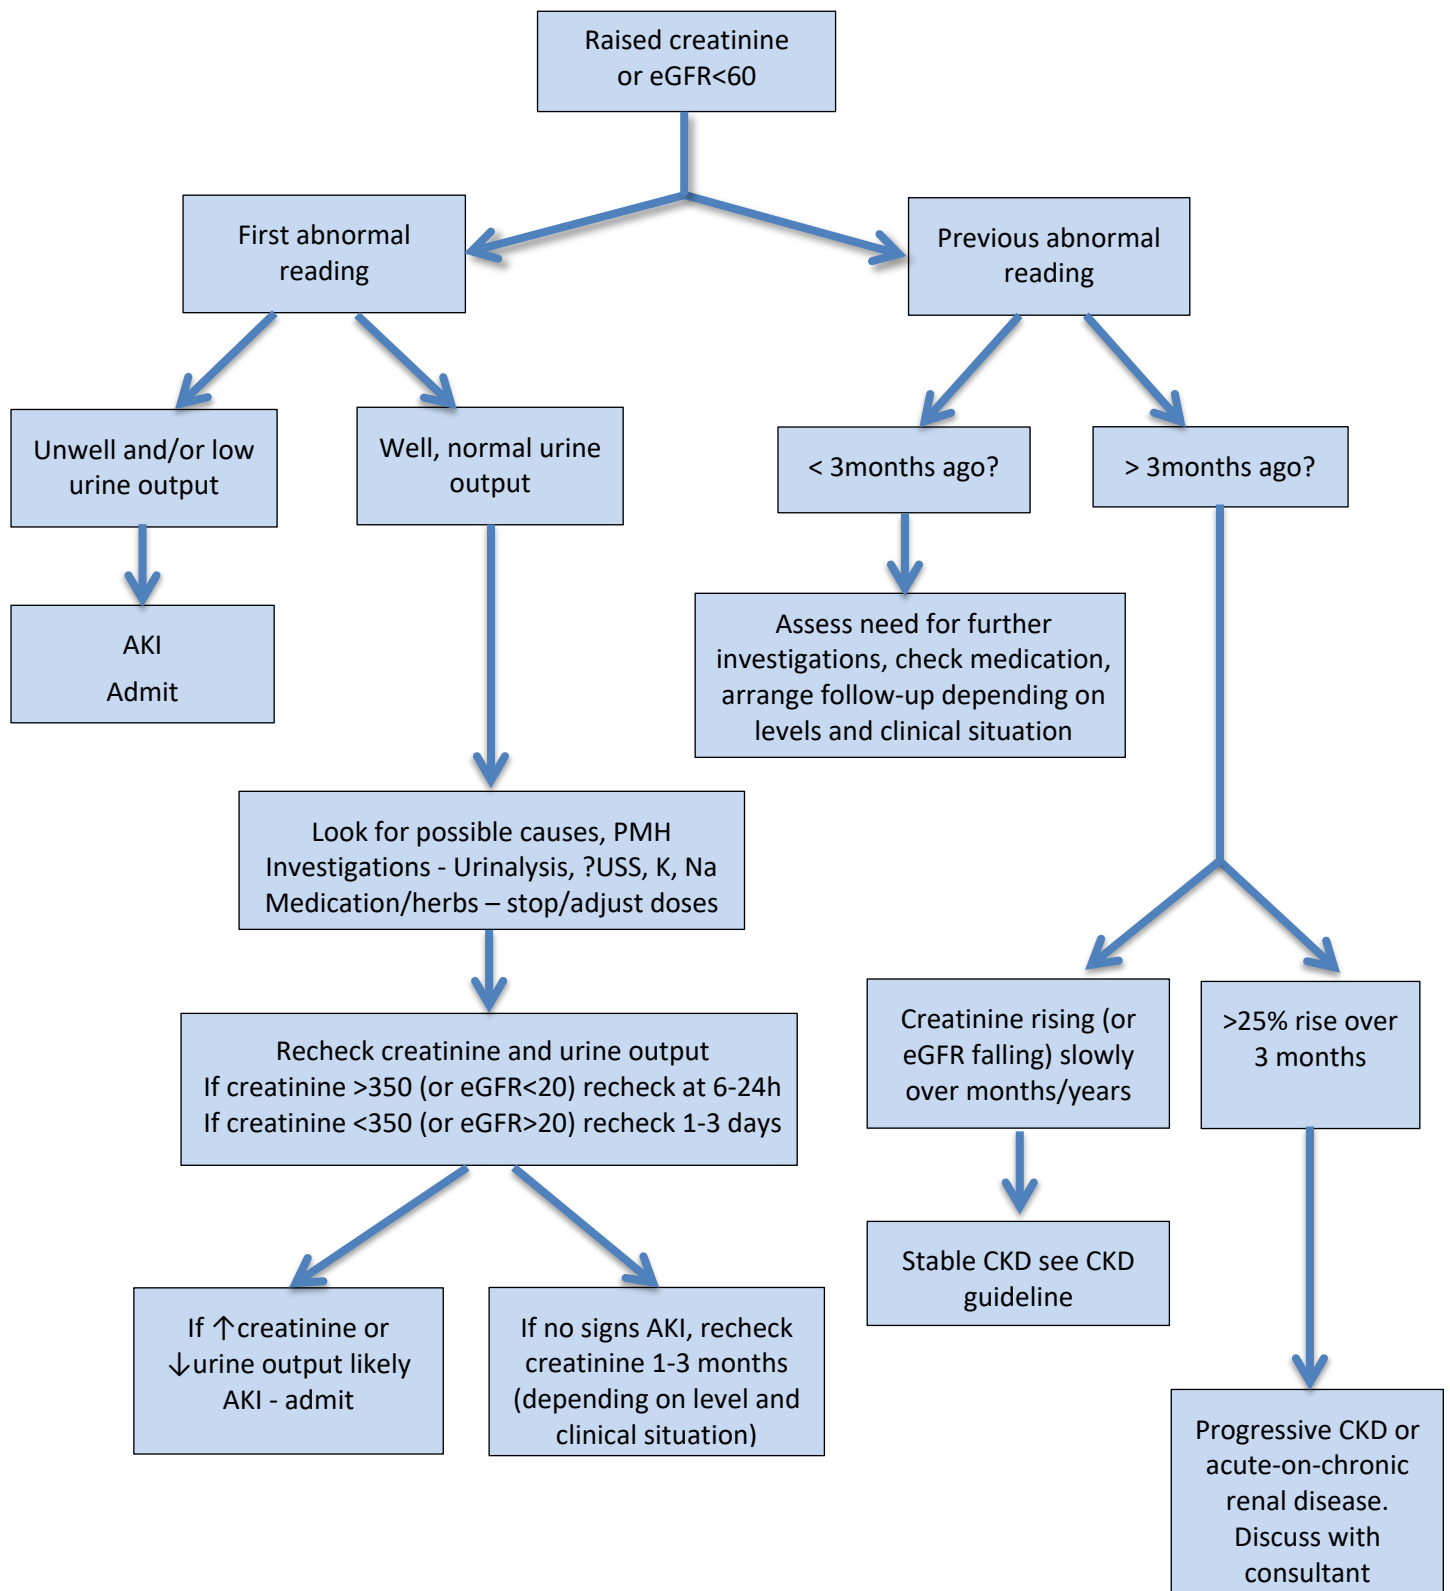 Raised creatinine
or eGFR<60
First abnormal
reading
Previous abnormal
reading
Unwell and/or low
urine output
Well, normal urine
output
< 3months ago?
> 3months ago?
AKI
Admit
Assess need for further
investigations, check medication,
arrange follow-up depending on
levels and clinical situation
Look for possible causes, PMH
Investigations - Urinalysis, ?USS, K, Na
Medication/herbs – stop/adjust doses
Recheck creatinine and urine output
If creatinine >350 (or eGFR<20) recheck at 6-24h
If creatinine <350 (or eGFR>20) recheck 1-3 days
Creatinine rising (or
eGFR falling) slowly
over months/years
>25% rise over
3 months
If ↑creatinine or
↓urine output likely
AKI - admit
If no signs AKI, recheck
creatinine 1-3 months
(depending on level and
clinical situation)
Stable CKD see CKD
guideline
Progressive CKD or
acute-on-chronic
renal disease.
Discuss with
consultant